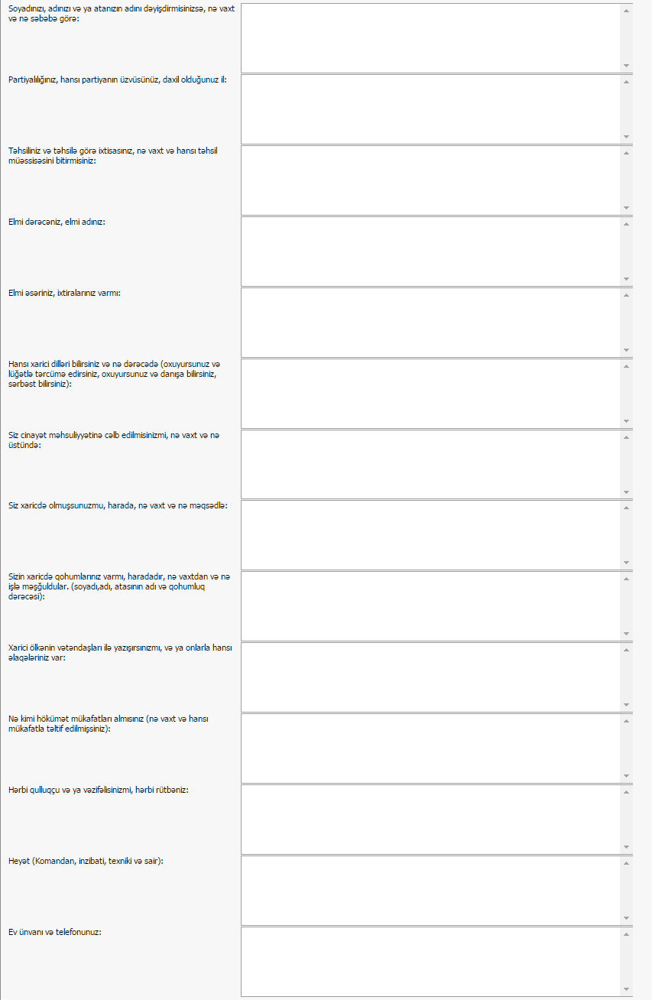 Soyadınızı, adınızı və ya atanızın adını dəyişdirmisinizsə, nə vaxt
və nə səbəbə görə:
Partiyalılığınız, hansı partiyanın üzvüsünüz, daxil olduğunuz il:
Təhsiliniz və təhsilə görə ixtisasınız, nə vaxt və hansı təhsil
müəssisəsini bitirmisiniz:
Elmi dərəcəniz, elmi adınız:
Elmi əsəriniz, ixtiralarınız varmı:
Hansı xarici dilləri bilirsiniz və nə dərəcədə (oxuyursunuz və
lüğətlə tərcümə edirsiniz, oxuyursunuz və danışa bilirsiniz,
sərbəst bilirsiniz):
Siz cinayət məhsuliyyətinə cəlb edilmisinizmi, nə vaxt və nə
üstündə:
Siz xaricdə olmuşsunuzmu, harada, nə vaxt və nə məqsədlə:
Sizin xaricdə qohumlarınız varmı, haradadır, nə vaxtdan və nə
işlə məşğuldular. (soyadı,adı, atasının adı və qohumluq
dərəcəsi):
Xarici ölkənin vətəndaşları ilə yazışırsınızmı, və ya onlarla hansı
əlaqələriniz var:
Nə kimi hökümət mükafatları almısınız (nə vaxt və hansı
mükafatla təltif edilmişsiniz):
Hərbi qulluqçu və ya vəzifəlisinizmi, hərbi rütbəniz:
Heyət (Komandan, inzibati, texniki və sair):
Ev ünvanı və telefonunuz: